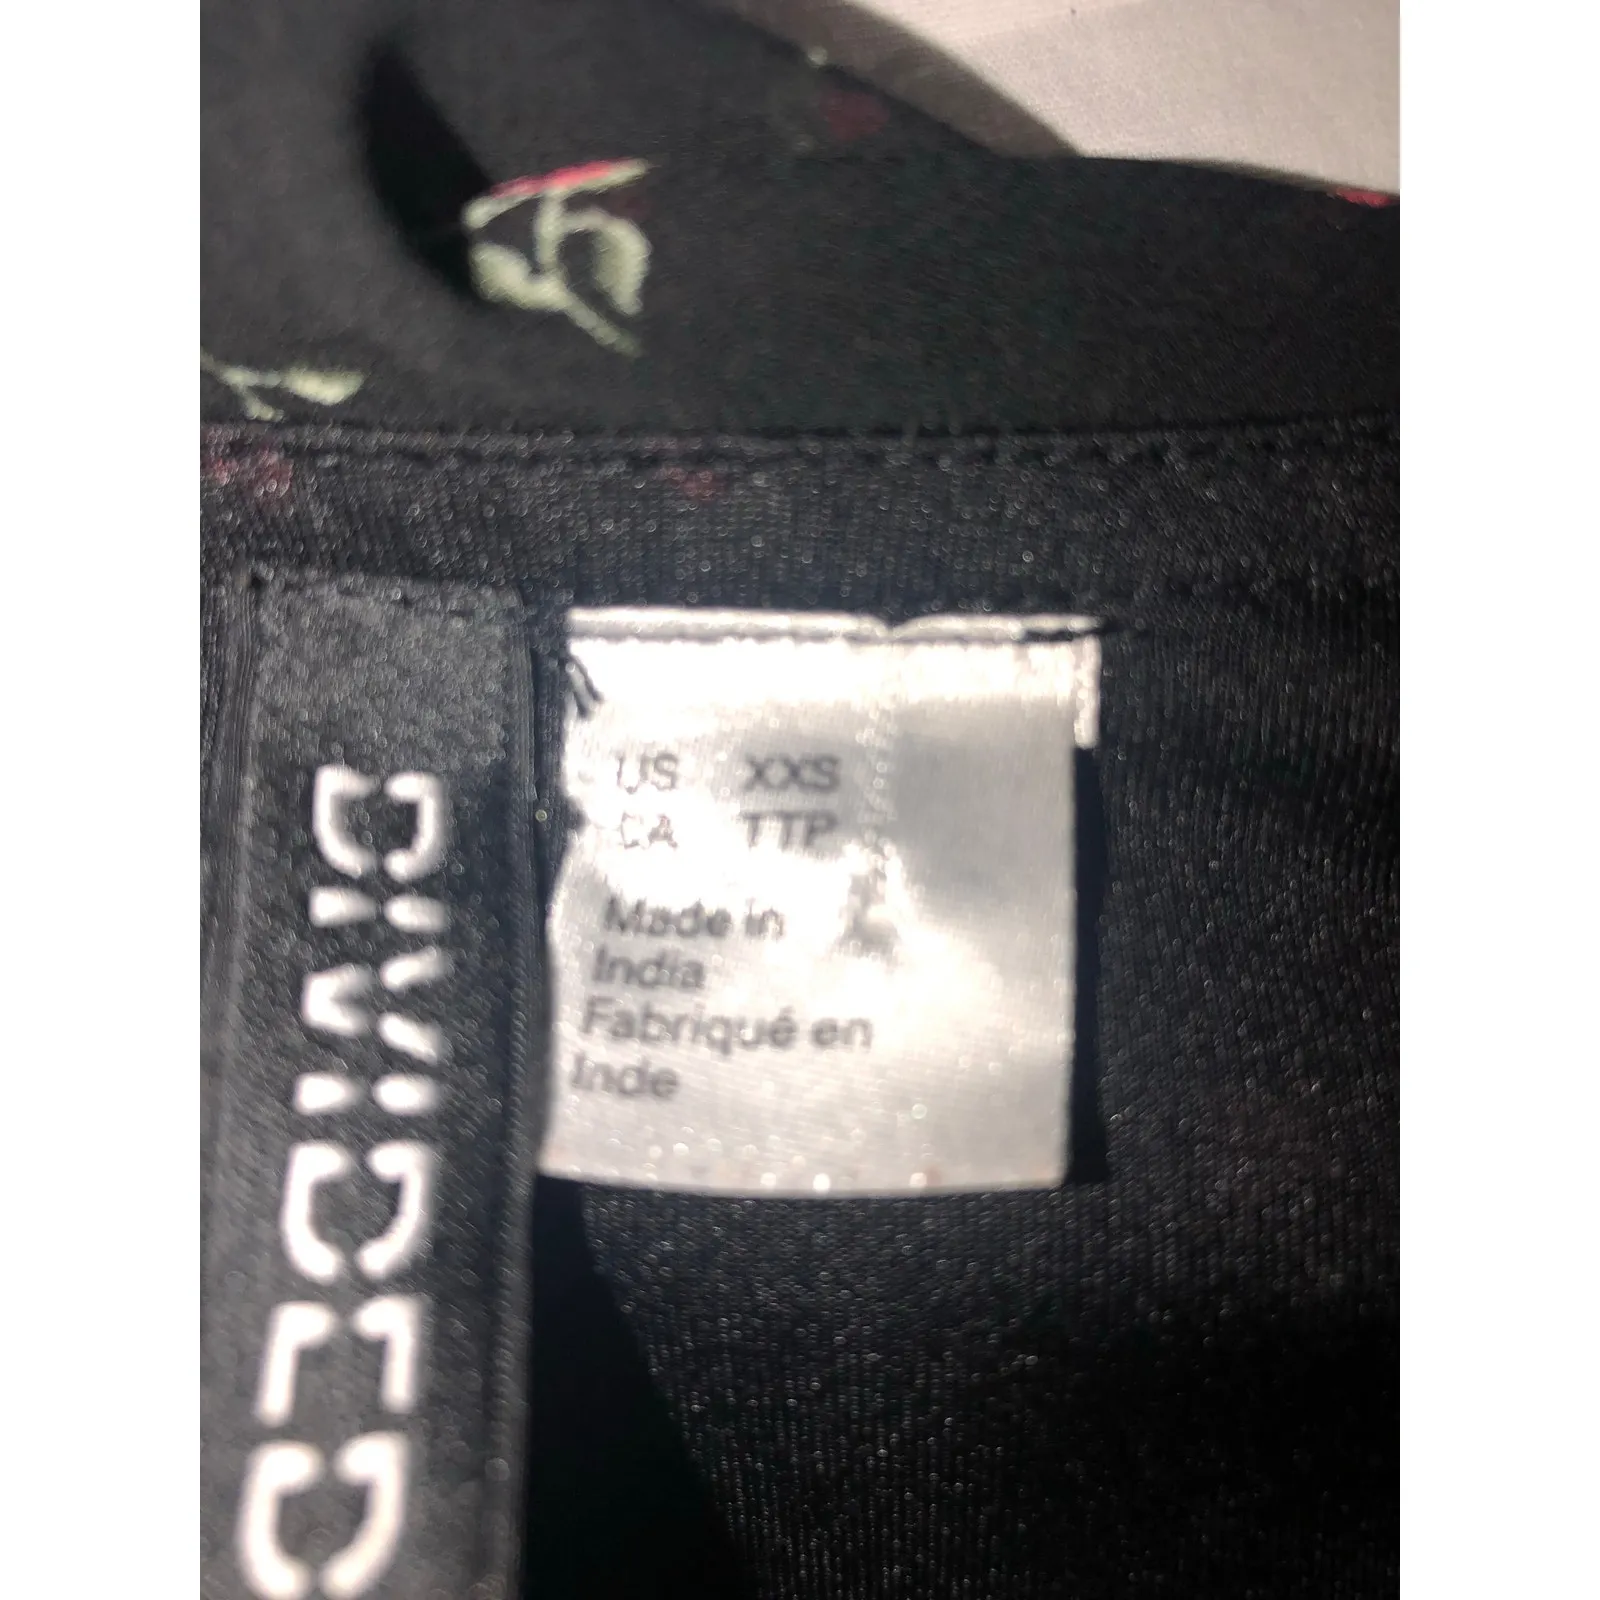 DIVIDED
US XXS
CA TTP
Made in
India
Fabriqué en
Inde